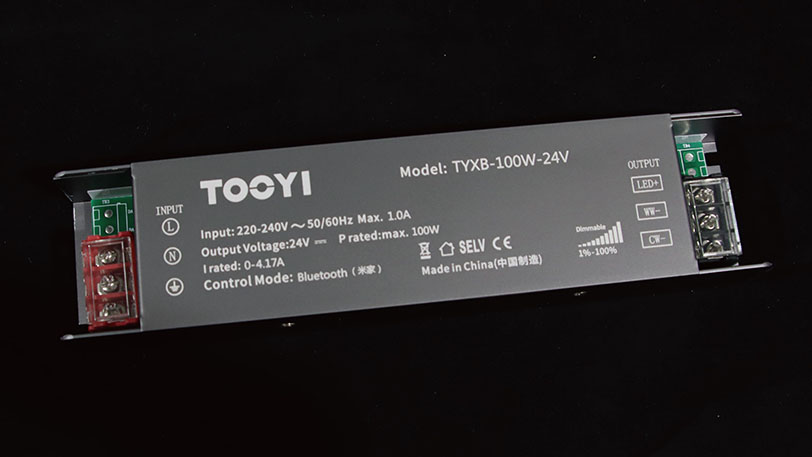 TOOYI
Model: TYXB-100W-24V
INPUT
L
N
Input: 220-240V ～ 50/60Hz Max. 1.0A
Output Voltage:24V ⎓ P rated: max. 100W
I rated: 0-4.17A
Control Mode: Bluetooth (米家)
SELV CE
Made in China(中国制造)
Dimmable
1%-100%
OUTPUT
LED+
WW-
CW-